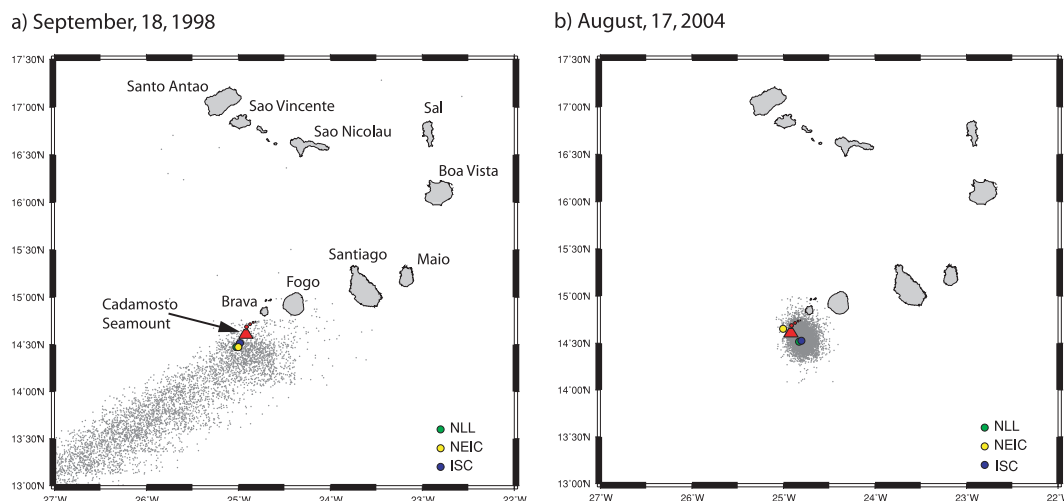 a) September, 18, 1998
17˚30'N
17˚00'N
16˚30'N
16˚00'N
15˚30'N
15˚00'N
14˚30'N
14˚00'N
13˚30'N
13˚00'N
27˚W
26˚W
25˚W
24˚W
23˚W
22˚W
Santo Antao
Sao Vincente
Sao Nicolau
Sal
Boa Vista
Santiago
Maio
Fogo
Brava
Cadamosto
Seamount
NLL
NEIC
ISC
b) August, 17, 2004
17˚30'N
17˚00'N
16˚30'N
16˚00'N
15˚30'N
15˚00'N
14˚30'N
14˚00'N
13˚30'N
13˚00'N
27˚W
26˚W
25˚W
24˚W
23˚W
22˚W
NLL
NEIC
ISC